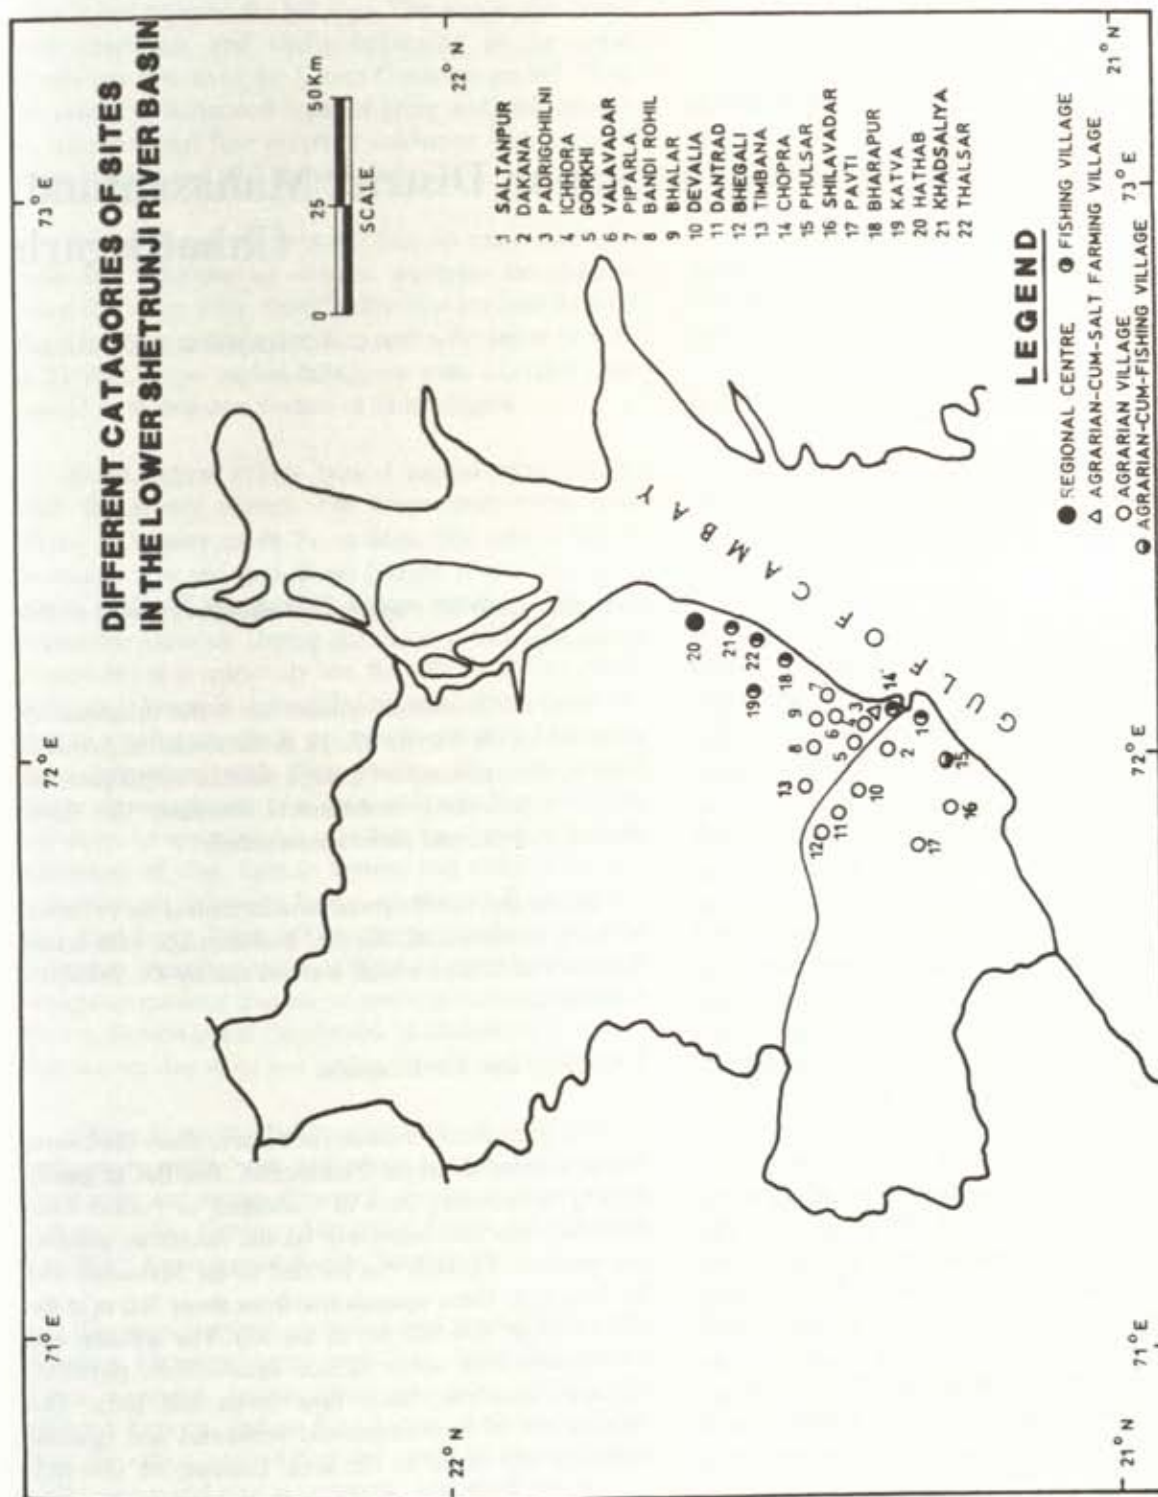 DIFFERENT CATAGORIES OF SITES
IN THE LOWER SHETRUNJI RIVER BASIN
0 25 50 Km
SCALE
71° E
72° E
73° E
22° N
22° N
1 SALTANPUR
2 DAKANA
3 PADRIGOHILNI
4 ICHHORA
5 GORKHI
6 VALAVADAR
7 PIPARLA
8 BANDI ROHIL
9 BHALAR
10 DEVALIA
11 DANTRAD
12 BHEGALI
13 TIMBANA
14 CHOPRA
15 PHULSAR
16 SHILAVADAR
17 PAVTI
18 BHARAPUR
19 KATVA
20 HATHAB
21 KHADSALIYA
22 THALSAR
GULF OF CAMBAY
20
21
22
19
18
7
9
6
3
14
8
5
4
13
2
1
10
11
12
15
16
17
LEGEND
REGIONAL CENTRE
FISHING VILLAGE
AGRARIAN-CUM-SALT FARMING VILLAGE
AGRARIAN VILLAGE
AGRARIAN-CUM-FISHING VILLAGE
21° N
21° N
71° E
72° E
73° E